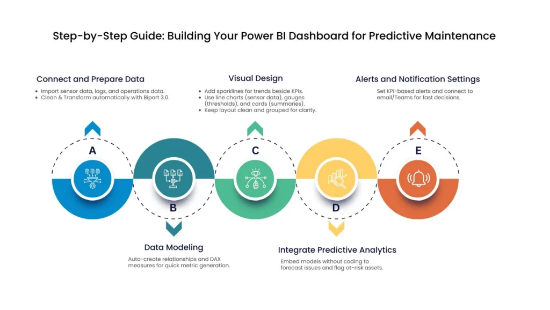 Step-by-Step Guide: Building Your Power BI Dashboard for Predictive Maintenance
Connect and Prepare Data
• Import sensor data, logs, and operations data.
• Clean & Transform automatically with Biport 3.0.
Visual Design
• Add sparklines for trends beside KPIs.
• Use line charts (sensor data), gauges
(thresholds), and cards (summaries).
• Keep layout clean and grouped for clarity.
Alerts and Notification Settings
Set KPI-based alerts and connect to
email/Teams for fast decisions.
A
B
C
D
E
Data Modeling
Auto-create relationships and DAX
measures for quick metric generation.
Integrate Predictive Analytics
Embed models without coding to
forecast issues and flag at-risk assets.